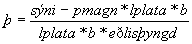 þ = sýni − pmagn * lplata * b / lplata * b * eðlisþyngd